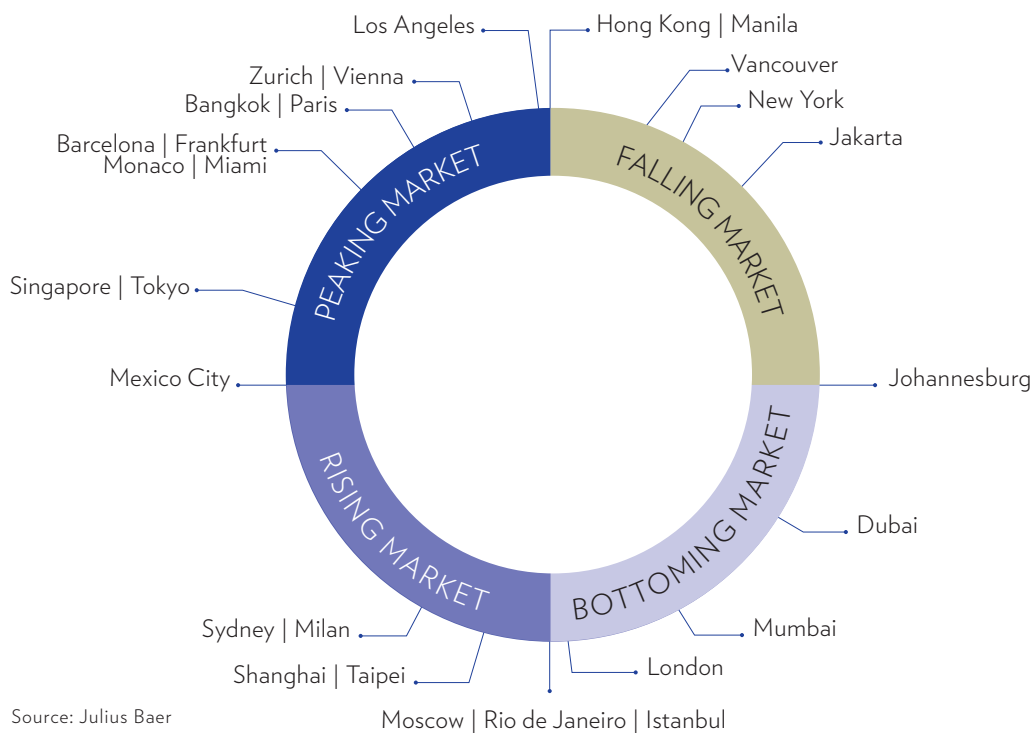 Los Angeles
Hong Kong | Manila
Zurich | Vienna
Vancouver
Bangkok | Paris
New York
Barcelona | Frankfurt
Monaco | Miami
Jakarta
PEAKING MARKET
FALLING MARKET
Singapore | Tokyo
Mexico City
Johannesburg
RISING MARKET
BOTTOMING MARKET
Dubai
Sydney | Milan
Mumbai
Shanghai | Taipei
London
Moscow | Rio de Janeiro | Istanbul
Source: Julius Baer